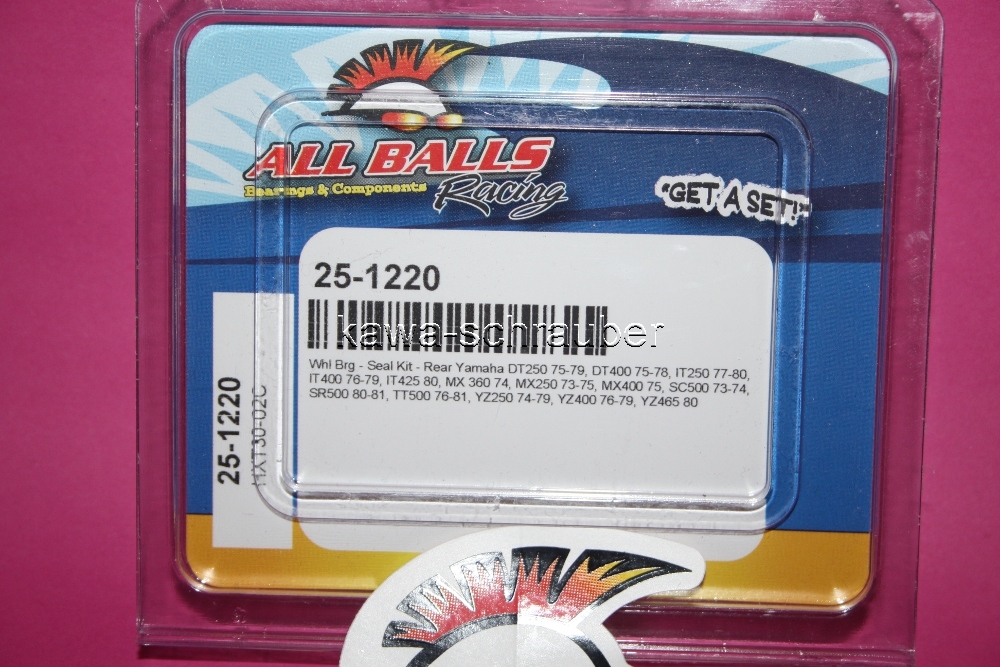 ALL BALLS
Bearings & Components
Racing
"GET A SET!"
25-1220
kawa-schrauber
Whl Brg - Seal Kit - Rear Yamaha DT250 75-79, DT400 75-78, IT250 77-80,
IT400 76-79, IT425 80, MX 360 74, MX250 73-75, MX400 75, SC500 73-74,
SR500 80-81, TT500 76-81, YZ250 74-79, YZ400 76-79, YZ465 80
25-1220
HXT30-02C